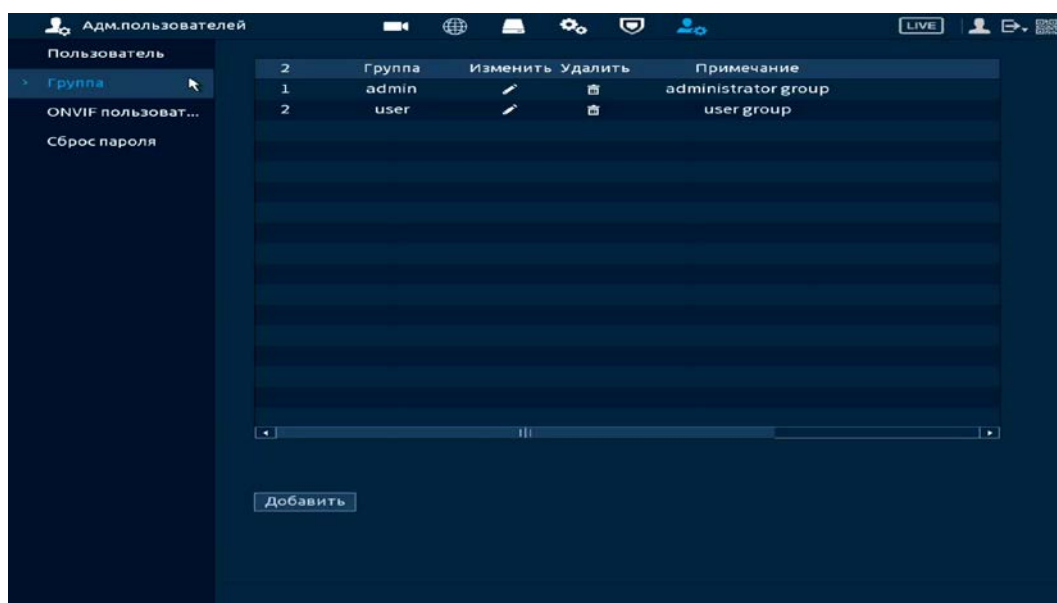 Адм.пользователей LIVE
Пользователь
Группа
ONVIF пользоват...
Сброс пароля
2 Группа Изменить Удалить Примечание
1 admin administrator group
2 user user group
Добавить